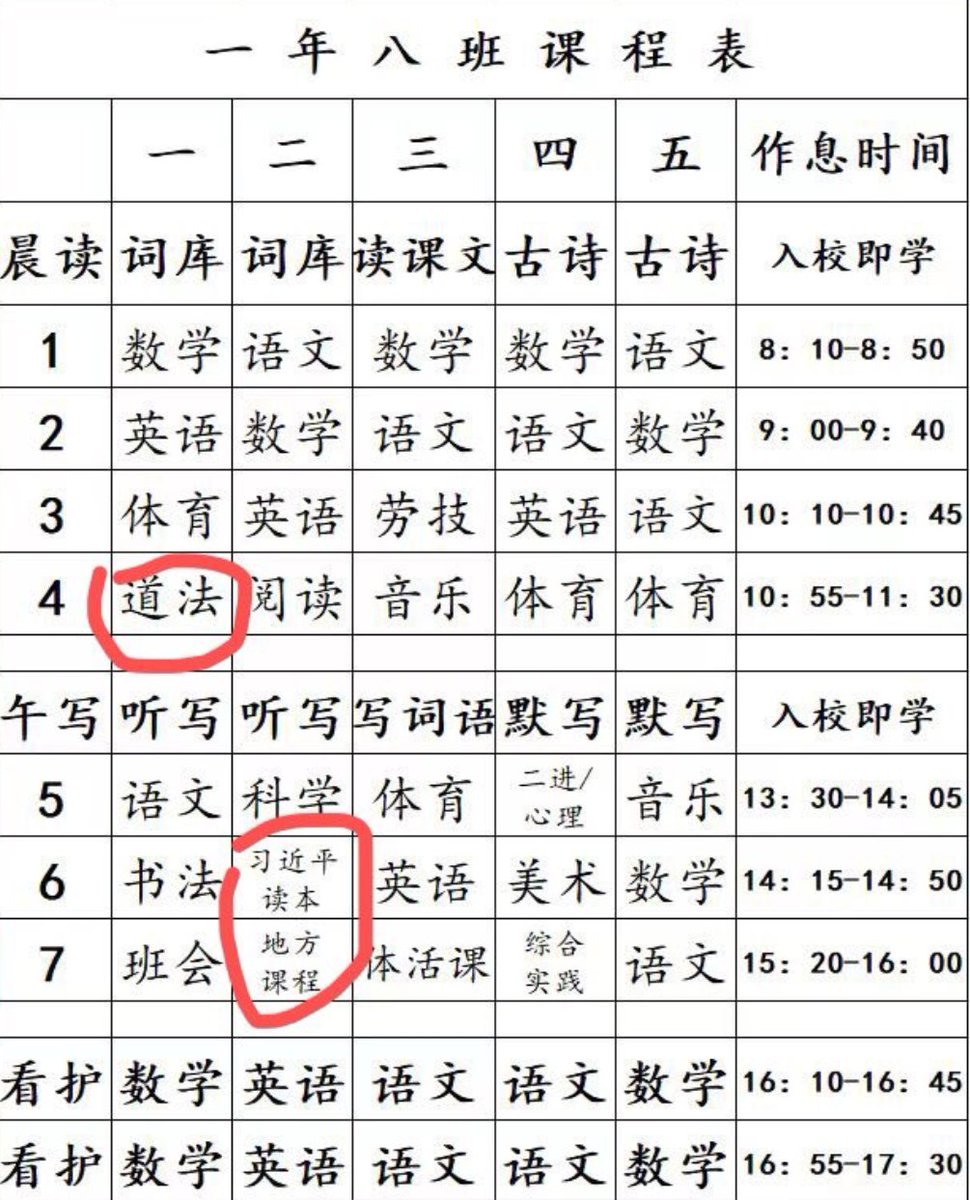 一年八班课程表
一 二 三 四 五 作息时间
晨读 词库 词库 读课文 古诗 古诗 入校即学
1 数学 语文 数学 数学 语文 8：10-8：50
2 英语 数学 语文 语文 数学 9：00-9：40
3 体育 英语 劳技 英语 语文 10：10-10：45
4 道法 阅读 音乐 体育 体育 10：55-11：30
午写 听写 听写 写词语 默写 默写 入校即学
5 语文 科学 体育 二进/心理 音乐 13：30-14：05
6 书法 习近平读本 英语 美术 数学 14：15-14：50
7 班会 地方课程 体活课 综合实践 语文 15：20-16：00
看护 数学 英语 语文 语文 数学 16：10-16：45
看护 数学 英语 语文 语文 数学 16：55-17：30